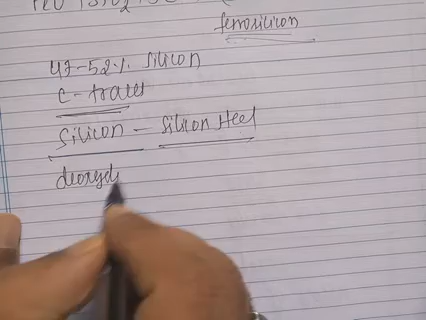 ferrosilicon
47-52% Silicon
C - traces
Silicon - Silicon steel
deoxyd